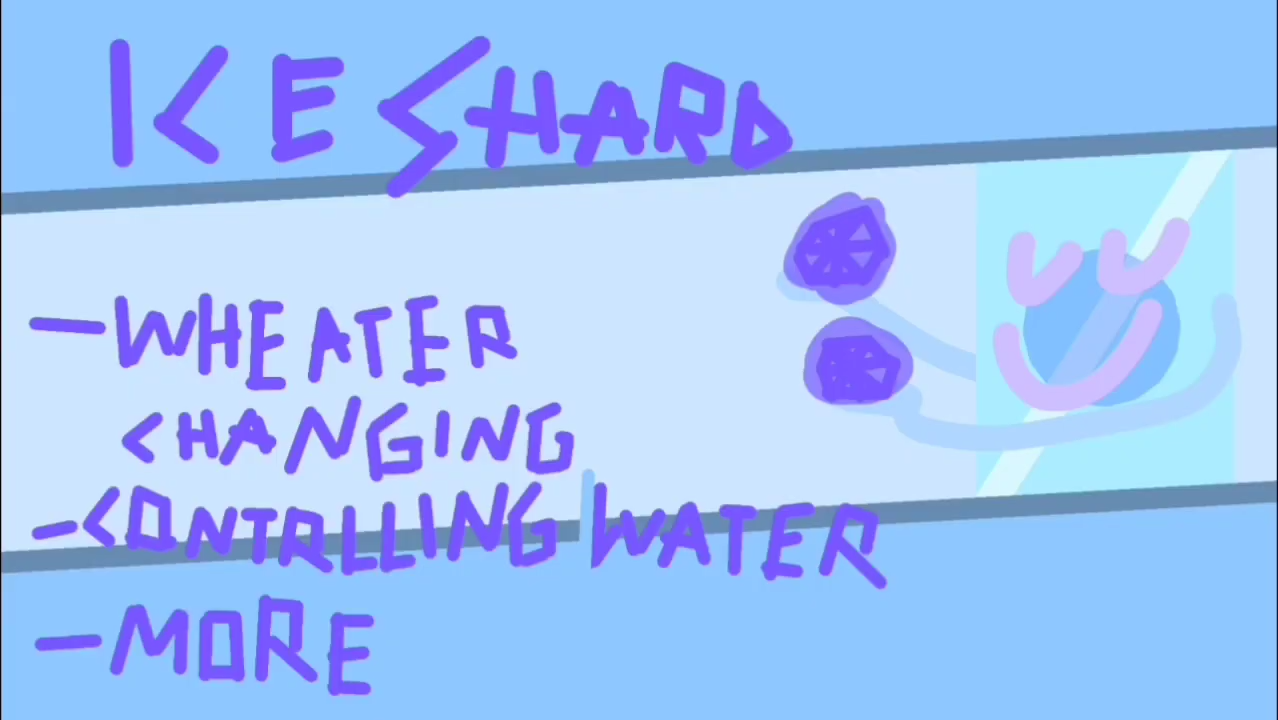 ICE SHARD
- WHEATER
CHANGING
- CONTRLLING WATER
- MORE